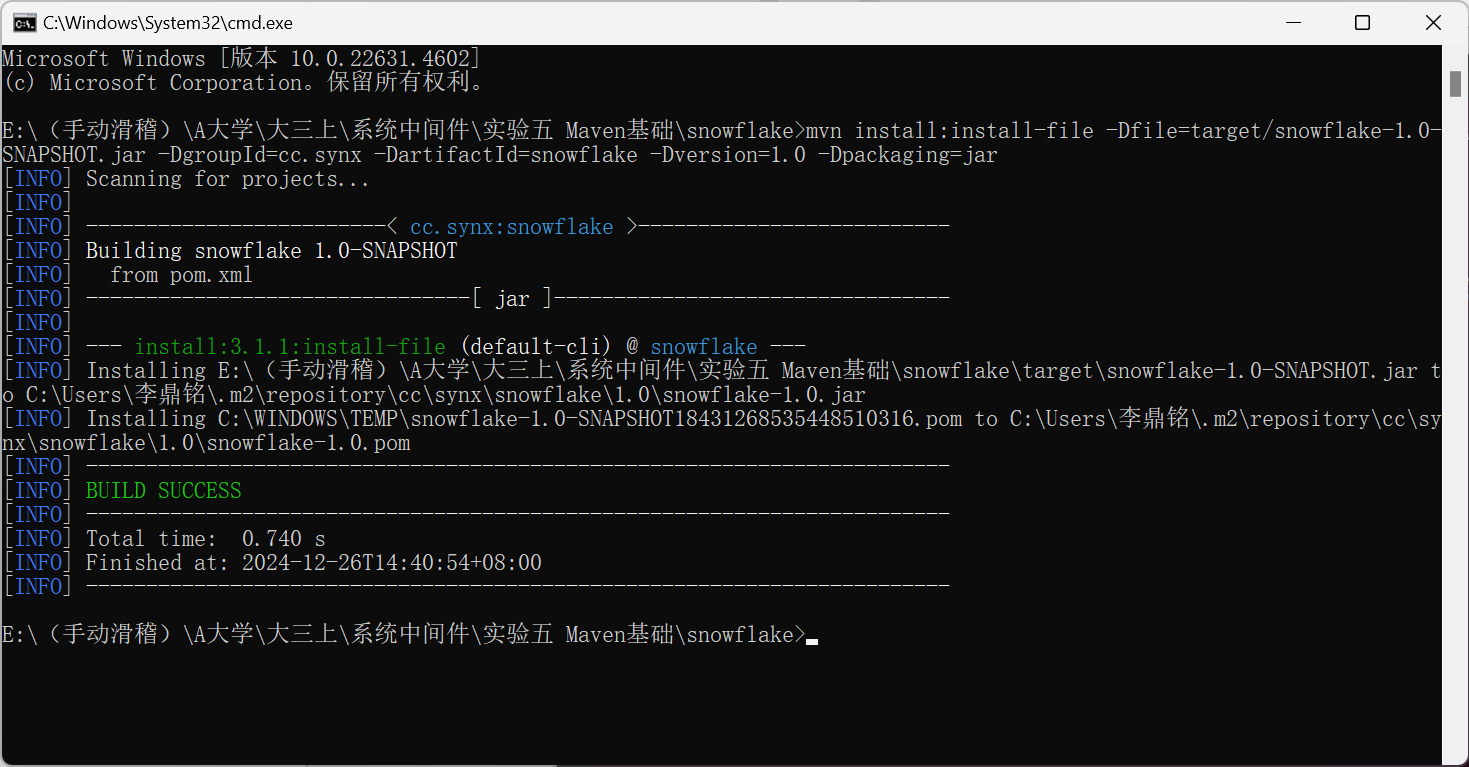 C:\Windows\System32\cmd.exe
Microsoft Windows [版本 10.0.22631.4602]
(c) Microsoft Corporation。保留所有权利。
E:\（手动滑稽）\A大学\大三上\系统中间件\实验五 Maven基础\snowflake>mvn install:install-file -Dfile=target/snowflake-1.0-
SNAPSHOT.jar -DgroupId=cc.synx -DartifactId=snowflake -Dversion=1.0 -Dpackaging=jar
[INFO] Scanning for projects...
[INFO]
[INFO] -------------------------< cc.synx:snowflake >--------------------------
[INFO] Building snowflake 1.0-SNAPSHOT
[INFO]   from pom.xml
[INFO] --------------------------------[ jar ]---------------------------------
[INFO]
[INFO] --- install:3.1.1:install-file (default-cli) @ snowflake ---
[INFO] Installing E:\（手动滑稽）\A大学\大三上\系统中间件\实验五 Maven基础\snowflake\target\snowflake-1.0-SNAPSHOT.jar t
o C:\Users\李鼎铭\.m2\repository\cc\synx\snowflake\1.0\snowflake-1.0.jar
[INFO] Installing C:\WINDOWS\TEMP\snowflake-1.0-SNAPSHOT18431268535448510316.pom to C:\Users\李鼎铭\.m2\repository\cc\sy
nx\snowflake\1.0\snowflake-1.0.pom
[INFO] ------------------------------------------------------------------------
[INFO] BUILD SUCCESS
[INFO] ------------------------------------------------------------------------
[INFO] Total time:  0.740 s
[INFO] Finished at: 2024-12-26T14:40:54+08:00
[INFO] ------------------------------------------------------------------------
E:\（手动滑稽）\A大学\大三上\系统中间件\实验五 Maven基础\snowflake>